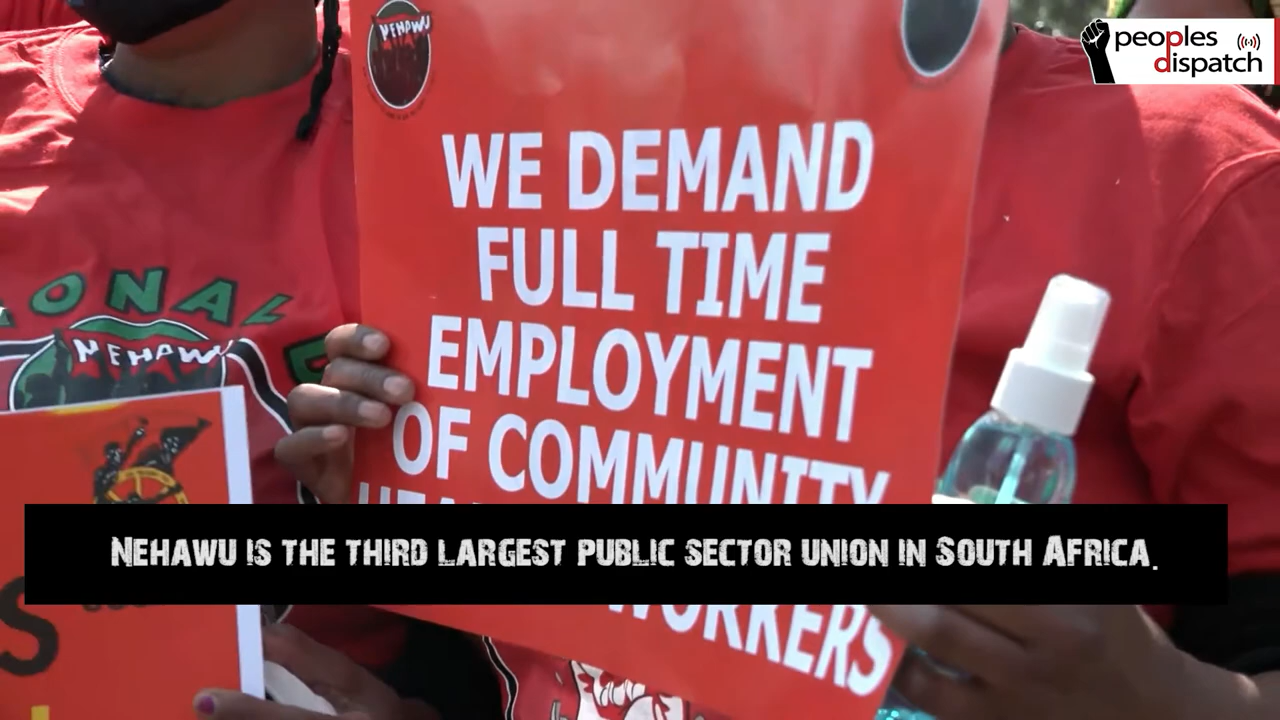 peoples
dispatch
NEHAWU
WE DEMAND
FULL TIME
EMPLOYMENT
OF COMMUNITY
WORKERS
IONAL E
NEHAWU
S
Nehawu is the third largest public sector union in South Africa.